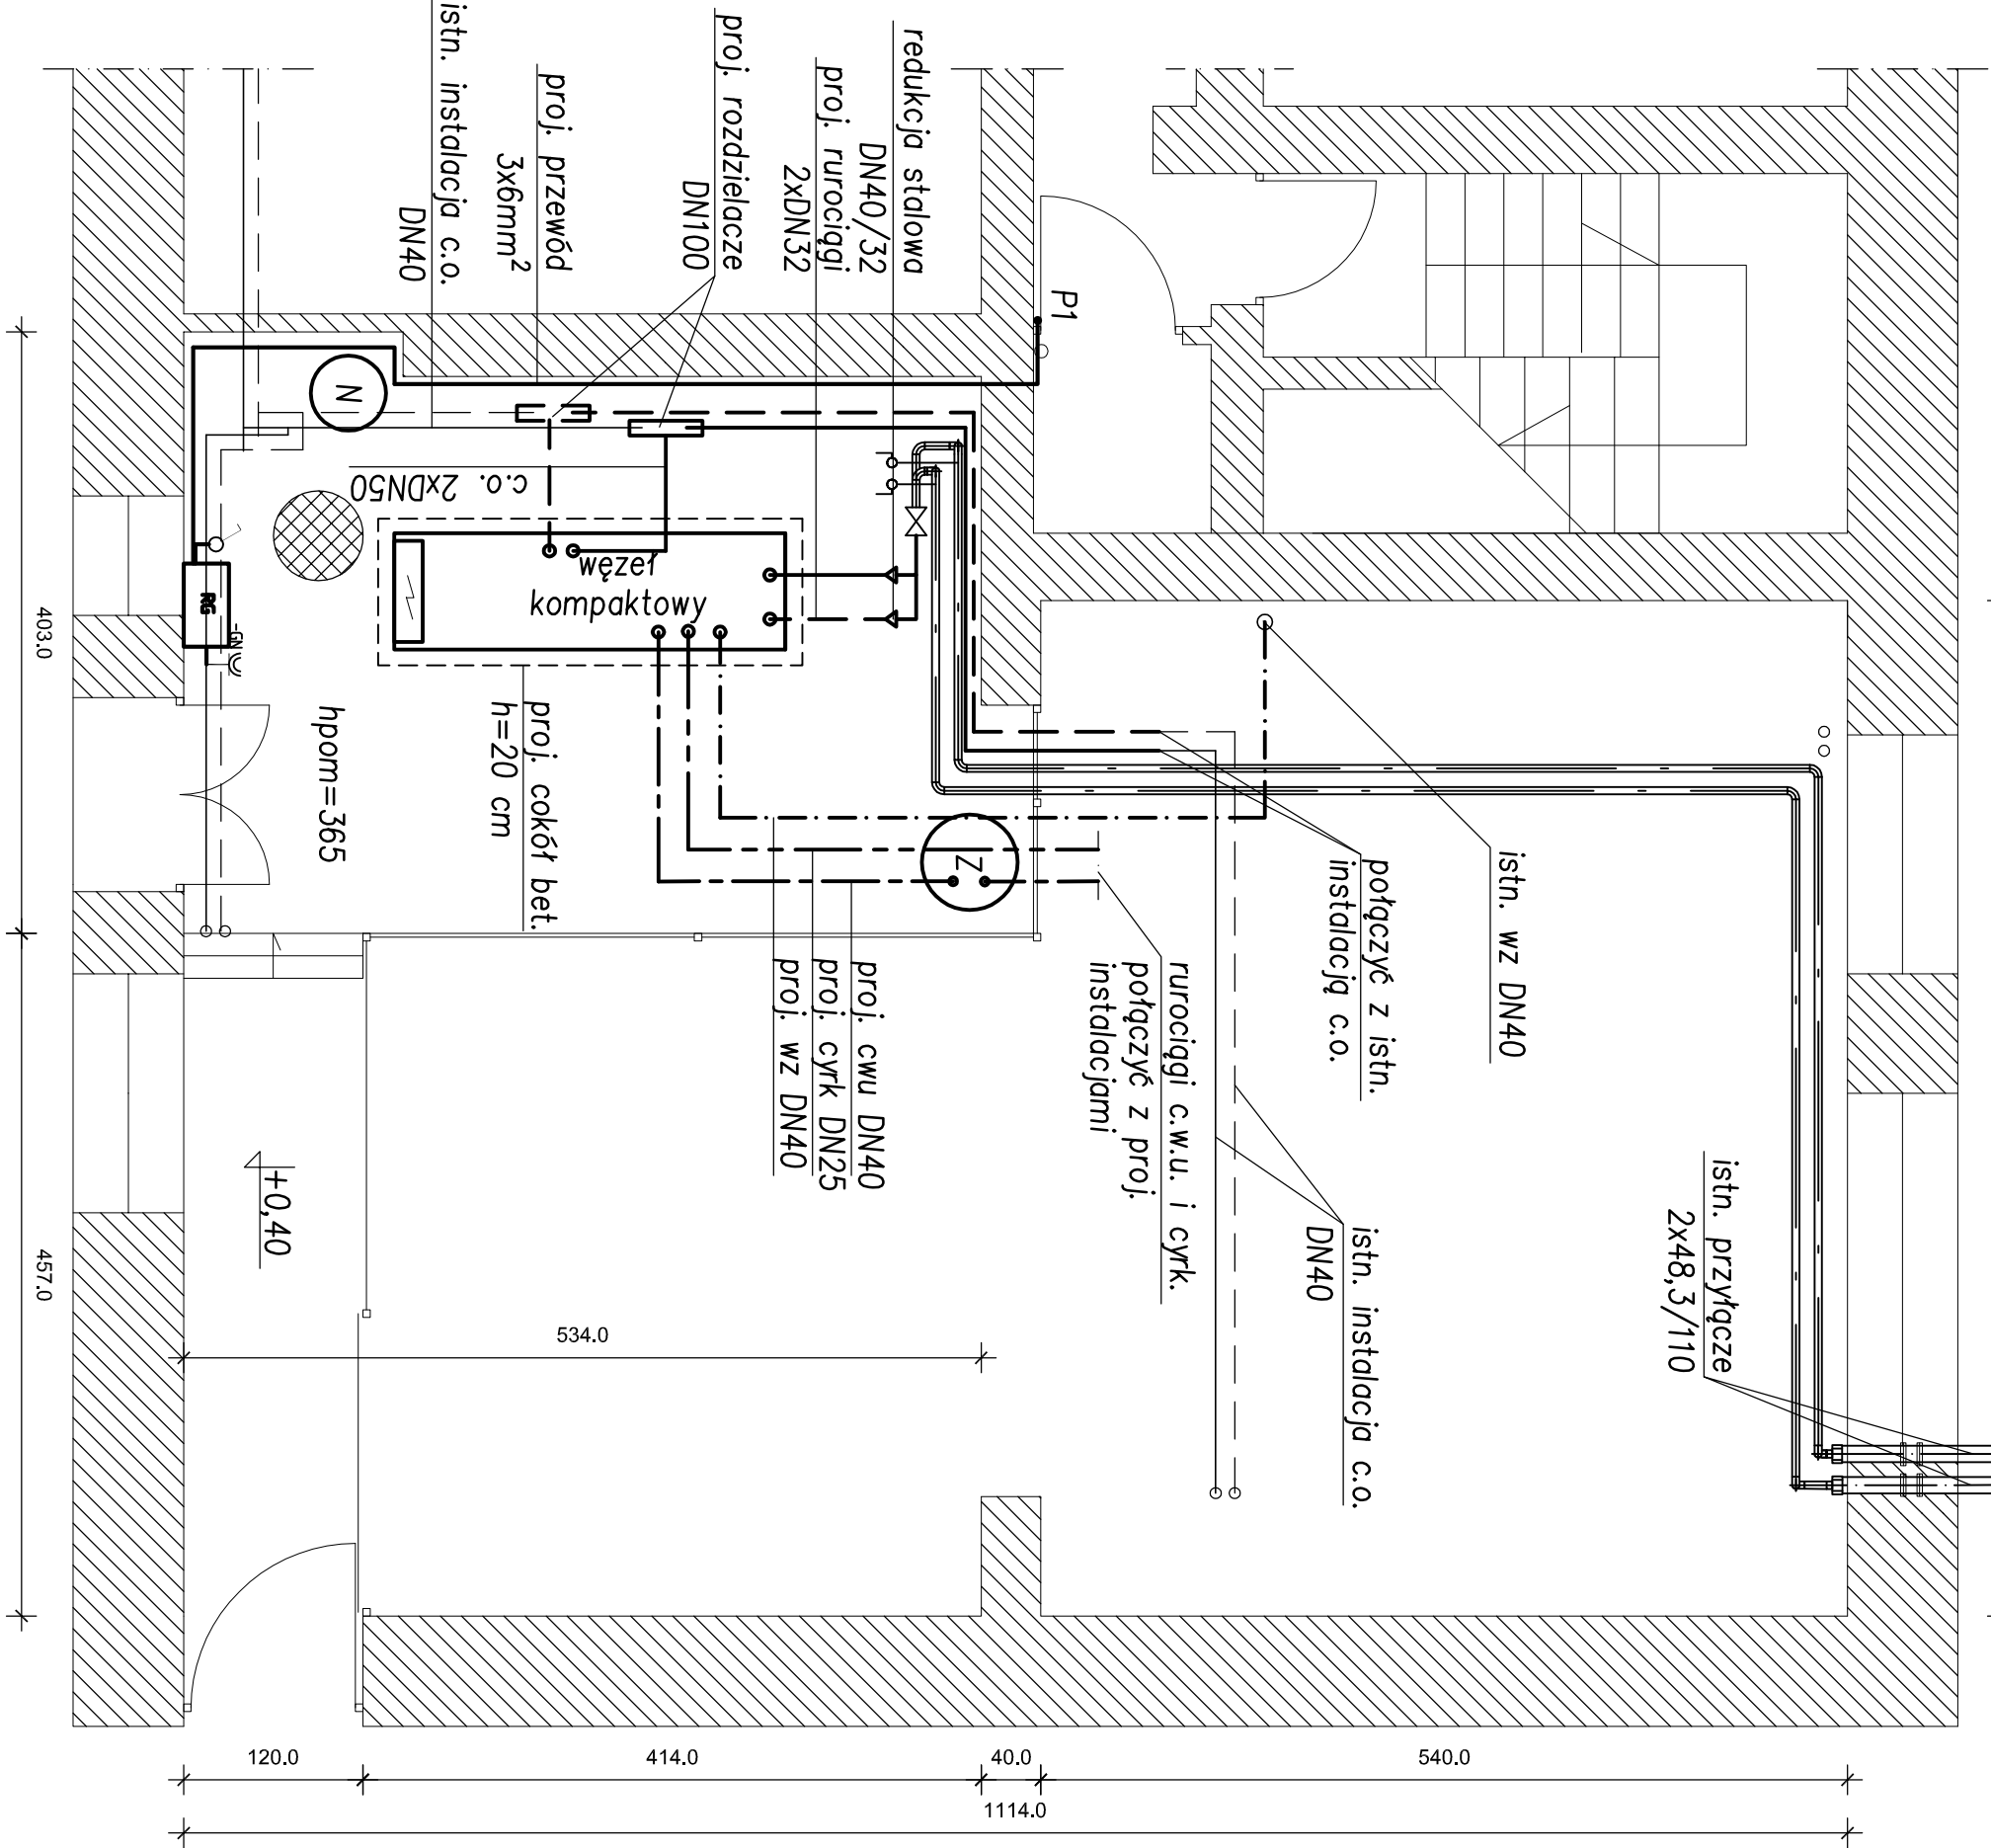 istn. instalacja c.o.
DN40
proj. przewód
3x6mm²
proj. rozdzielacze
DN100
proj. rurociągi
2xDN32
redukcja stalowa
DN40/32
P1
N
c.o. 2xDN50
węzeł
kompaktowy
RG
-GN
hpom=365
proj. cokół bet.
h=20 cm
Z
istn. wz DN40
połączyć z istn.
instalacją c.o.
rurociągi c.w.u. i cyrk.
połączyć z proj.
instalacjami
proj. cwu DN40
proj. cyrk DN25
proj. wz DN40
istn. instalacja c.o.
DN40
istn. przyłącze
2x48,3/110
+0,40
403.0
457.0
534.0
120.0
414.0
40.0
540.0
1114.0